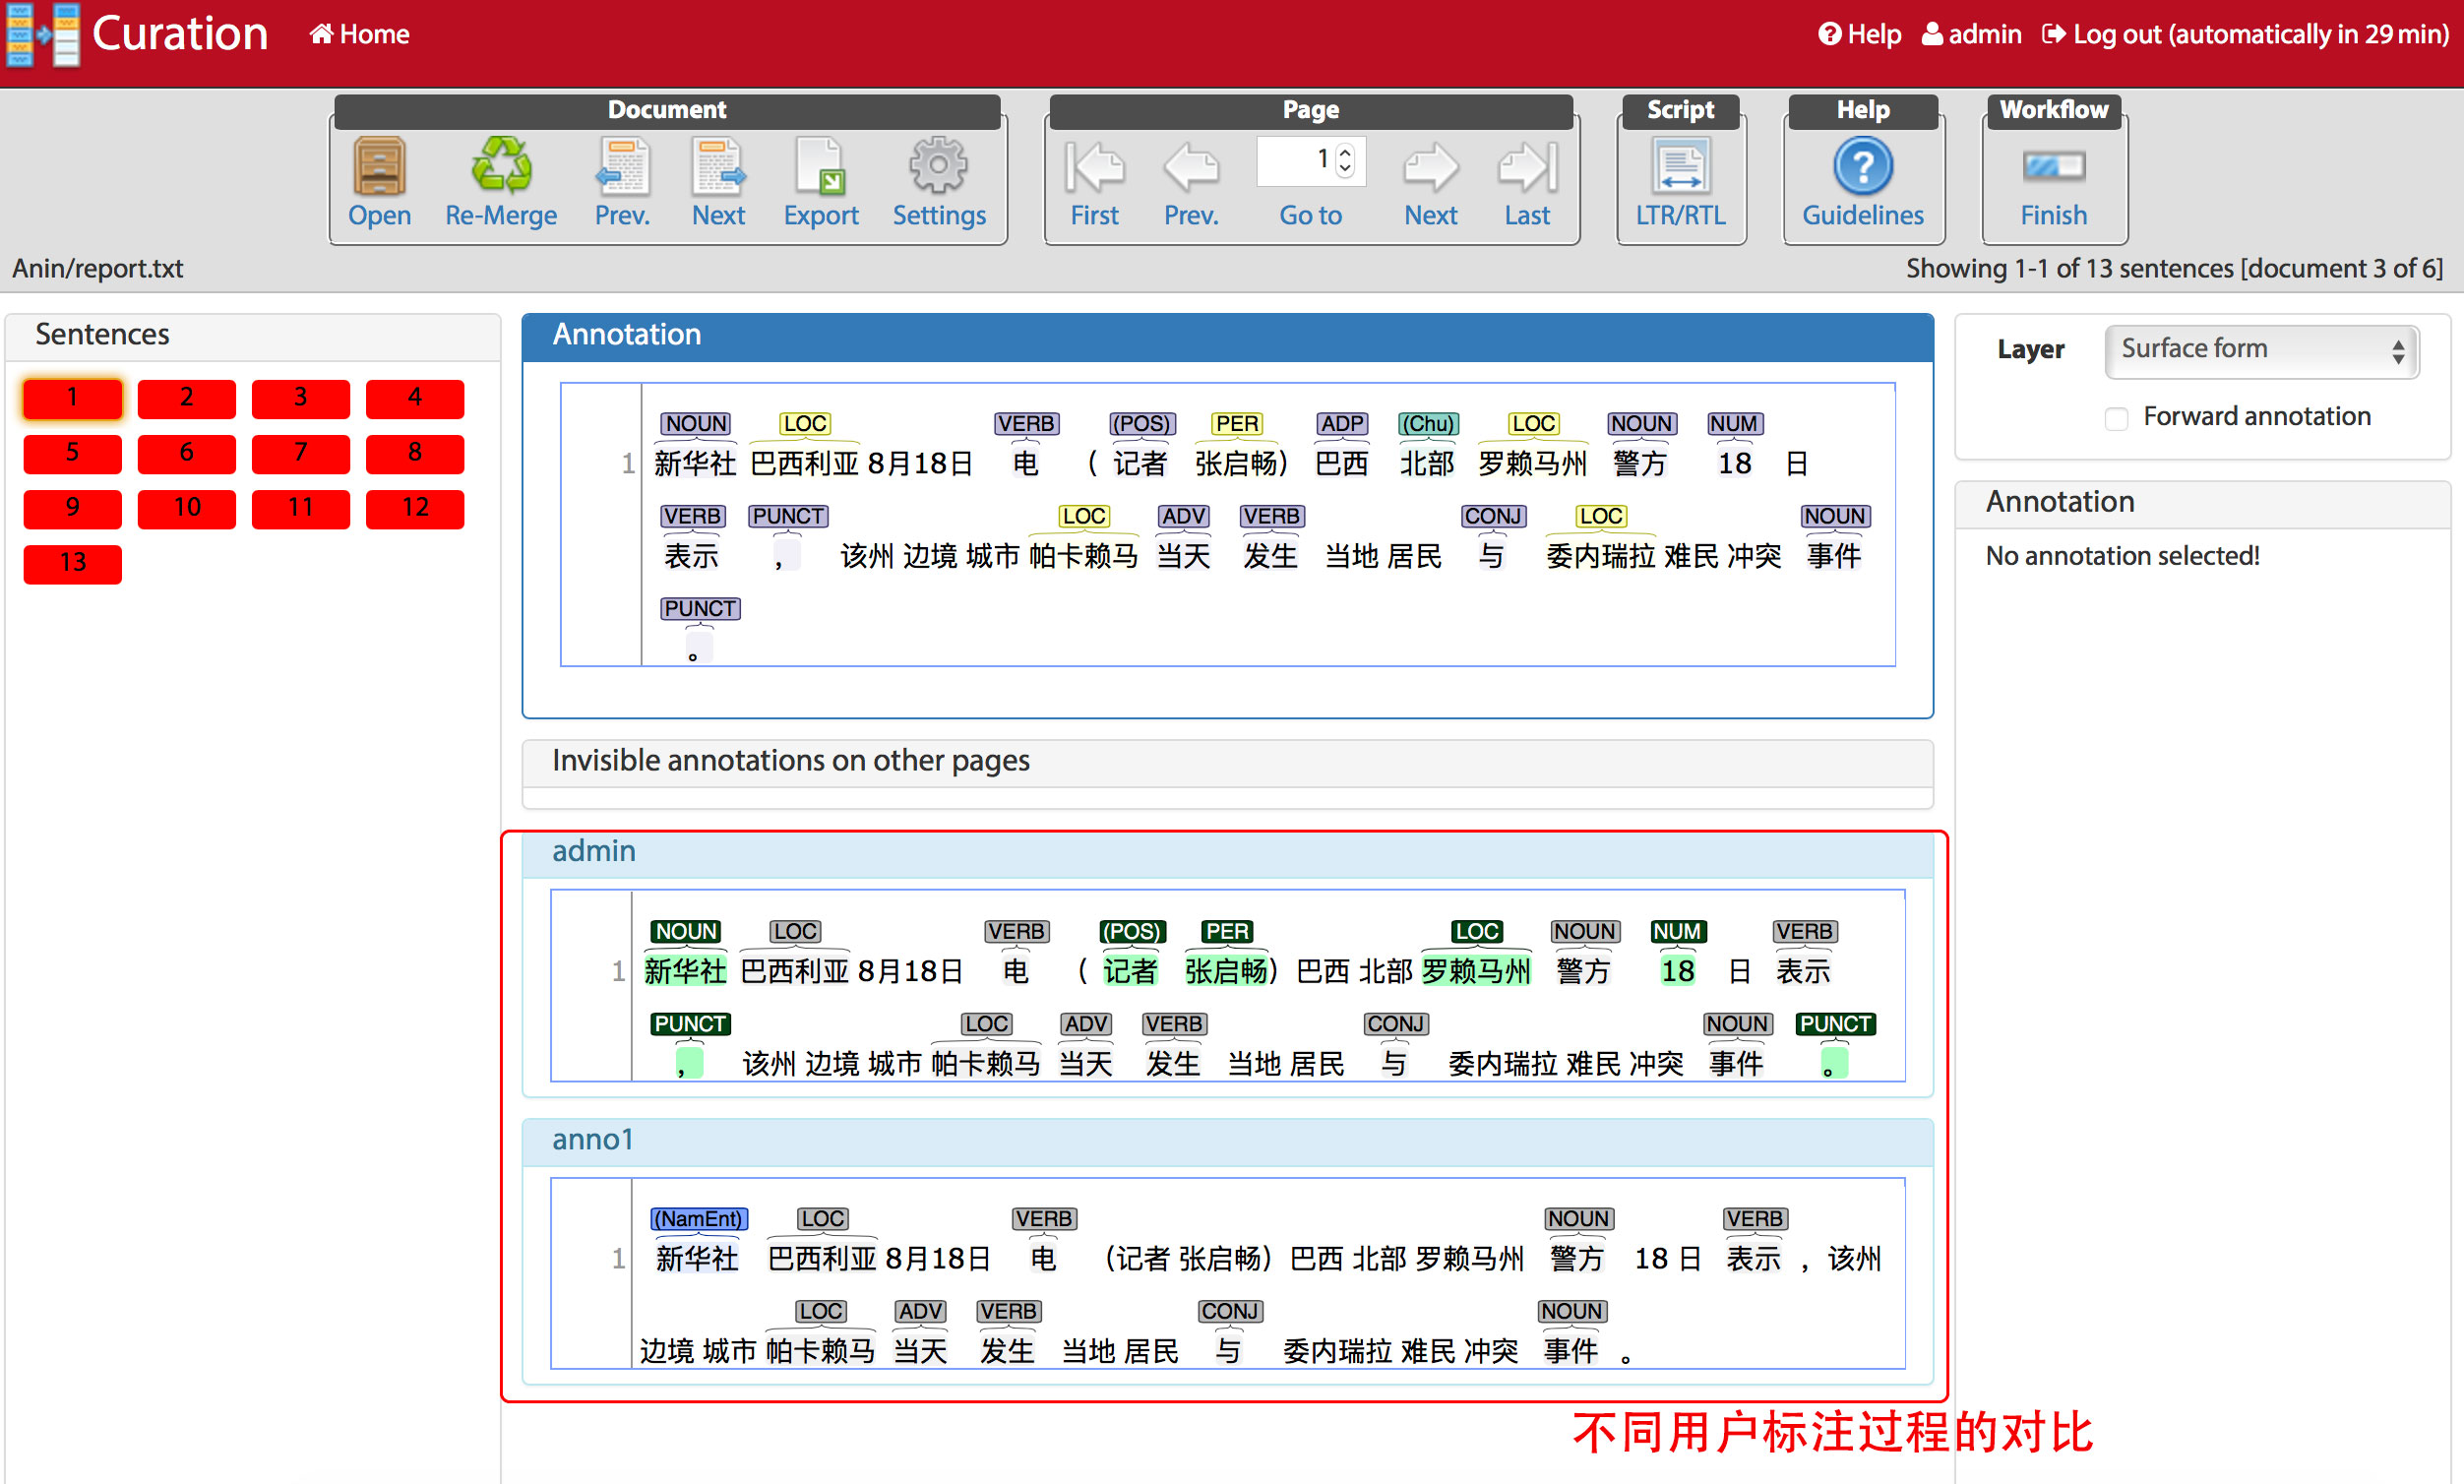 Curation Home Help admin Log out (automatically in 29 min)
Document Page Script Help Workflow
1
Open Re-Merge Prev. Next Export Settings First Prev. Go to Next Last LTR/RTL Guidelines Finish
Anin/report.txt Showing 1-1 of 13 sentences [document 3 of 6]
Sentences
1 2 3 4
5 6 7 8
9 10 11 12
13
Annotation
NOUN LOC VERB (POS) PER ADP (Chu) LOC NOUN NUM
1 新华社 巴西利亚 8月18日 电 （ 记者 张启畅） 巴西 北部 罗赖马州 警方 18 日
VERB PUNCT LOC ADV VERB CONJ LOC NOUN
表示 ， 该州 边境 城市 帕卡赖马 当天 发生 当地 居民 与 委内瑞拉 难民 冲突 事件
PUNCT
。
Invisible annotations on other pages
admin
NOUN LOC VERB (POS) PER LOC NOUN NUM VERB
1 新华社 巴西利亚 8月18日 电 （ 记者 张启畅） 巴西 北部 罗赖马州 警方 18 日 表示
PUNCT LOC ADV VERB CONJ NOUN PUNCT
， 该州 边境 城市 帕卡赖马 当天 发生 当地 居民 与 委内瑞拉 难民 冲突 事件 。
anno1
(NamEnt) LOC VERB NOUN VERB
1 新华社 巴西利亚 8月18日 电 （记者 张启畅） 巴西 北部 罗赖马州 警方 18 日 表示 ， 该州
LOC ADV VERB CONJ NOUN
边境 城市 帕卡赖马 当天 发生 当地 居民 与 委内瑞拉 难民 冲突 事件 。
不同用户标注过程的对比
Layer Surface form
Forward annotation
Annotation
No annotation selected!